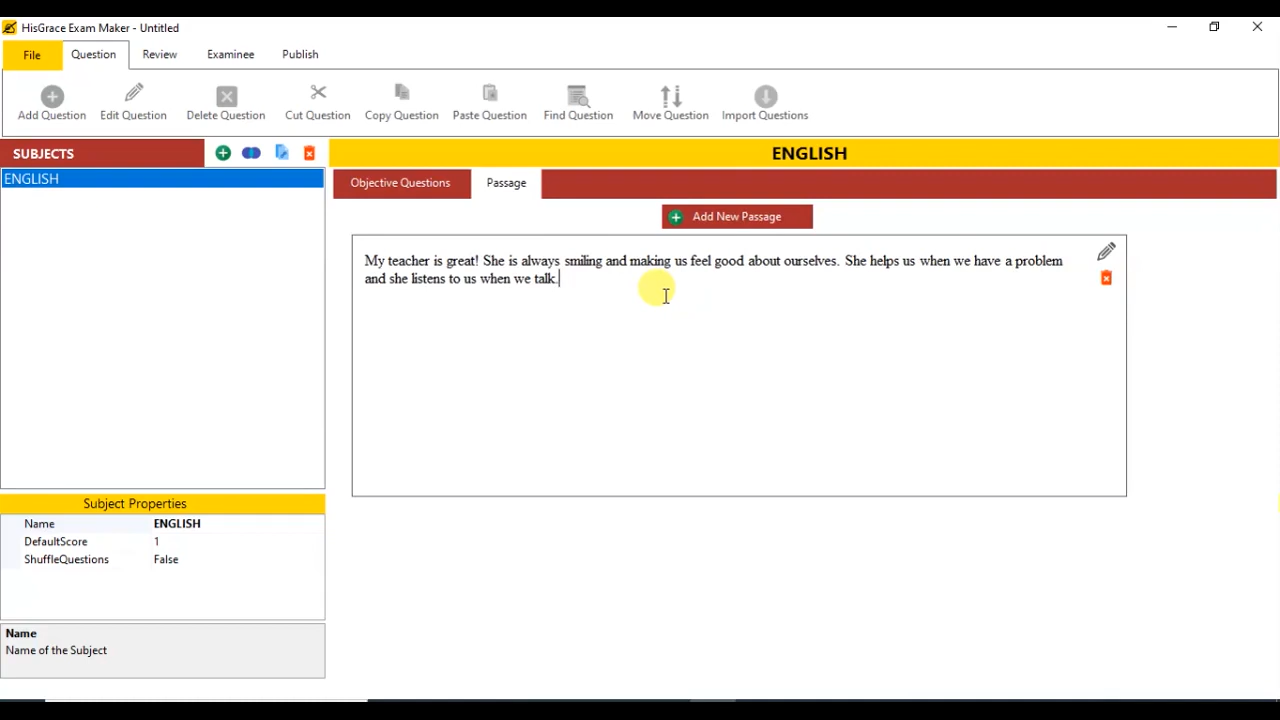 HisGrace Exam Maker - Untitled
File Question Review Examinee Publish
Add Question Edit Question Delete Question Cut Question Copy Question Paste Question Find Question Move Question Import Questions
SUBJECTS
ENGLISH
ENGLISH
Objective Questions Passage
Add New Passage
My teacher is great! She is always smiling and making us feel good about ourselves. She helps us when we have a problem
and she listens to us when we talk.
Subject Properties
Name ENGLISH
DefaultScore 1
ShuffleQuestions False
Name
Name of the Subject